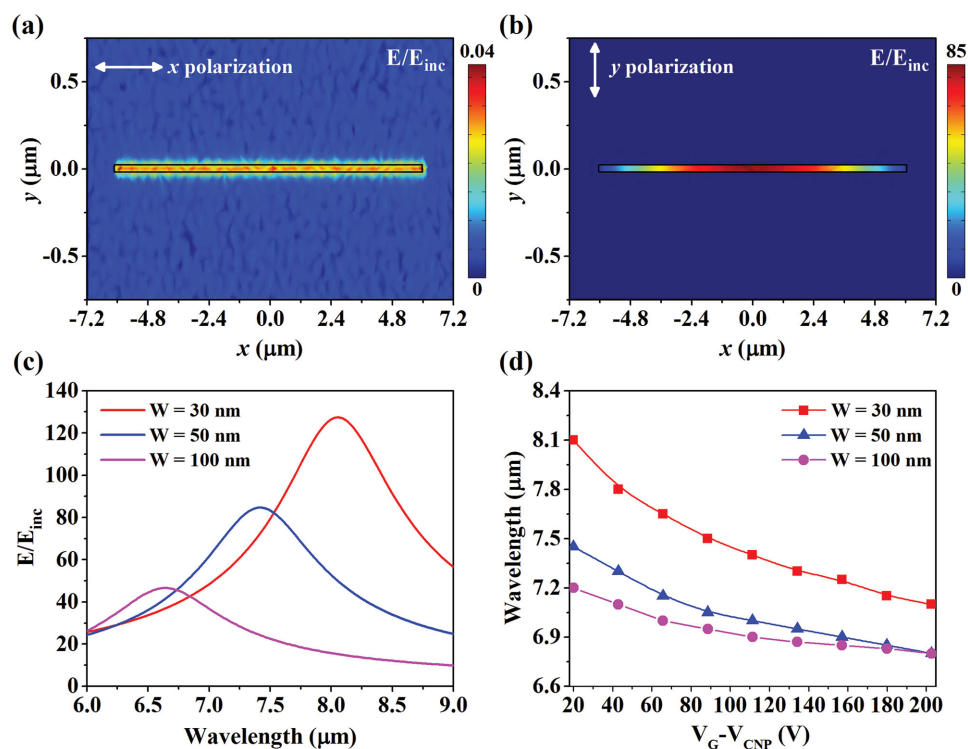 (a)
x polarization
E/Einc
0.04
0
0.5
0.0
-0.5
y (μm)
-7.2 -4.8 -2.4 0.0 2.4 4.8 7.2
x (μm)
(b)
y polarization
E/Einc
85
0
0.5
0.0
-0.5
y (μm)
-7.2 -4.8 -2.4 0.0 2.4 4.8 7.2
x (μm)
(c)
W = 30 nm
W = 50 nm
W = 100 nm
140
120
100
80
60
40
20
0
E/Einc
6.0 6.5 7.0 7.5 8.0 8.5 9.0
Wavelength (μm)
(d)
W = 30 nm
W = 50 nm
W = 100 nm
8.4
8.1
7.8
7.5
7.2
6.9
6.6
Wavelength (μm)
20 40 60 80 100 120 140 160 180 200
VG-VCNP (V)